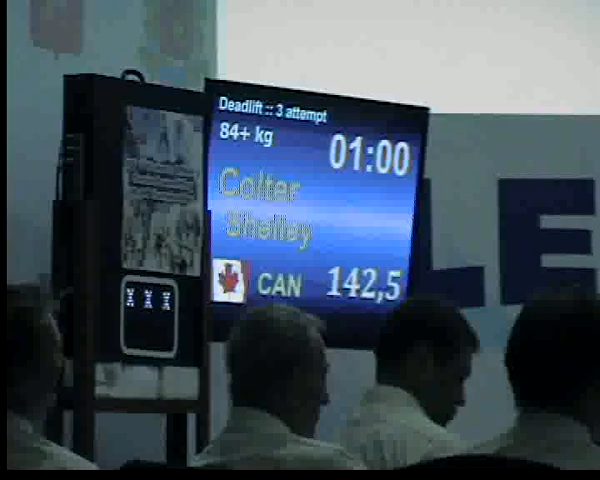 Deadlift :: 3 attempt
84+ kg
01:00
Colter
Shelley
CAN 142,5
X X X
LE